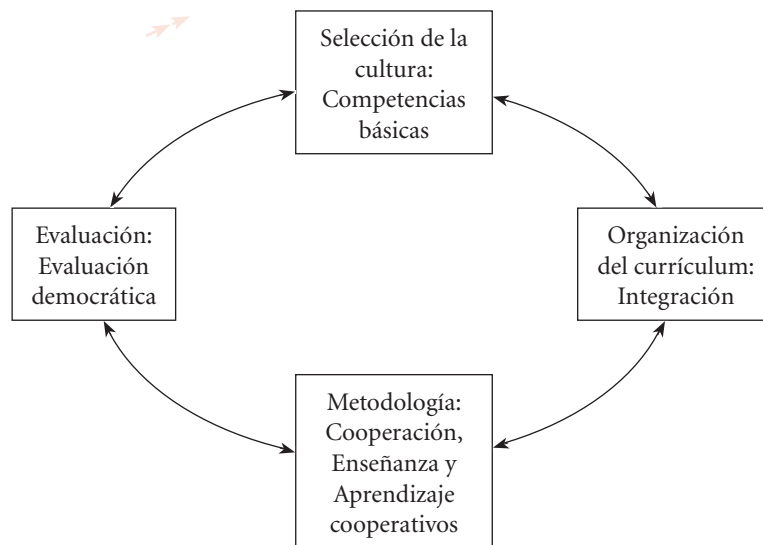 Selección de la
cultura:
Competencias
básicas
Evaluación:
Evaluación
democrática
Organización
del currículum:
Integración
Metodología:
Cooperación,
Enseñanza y
Aprendizaje
cooperativos